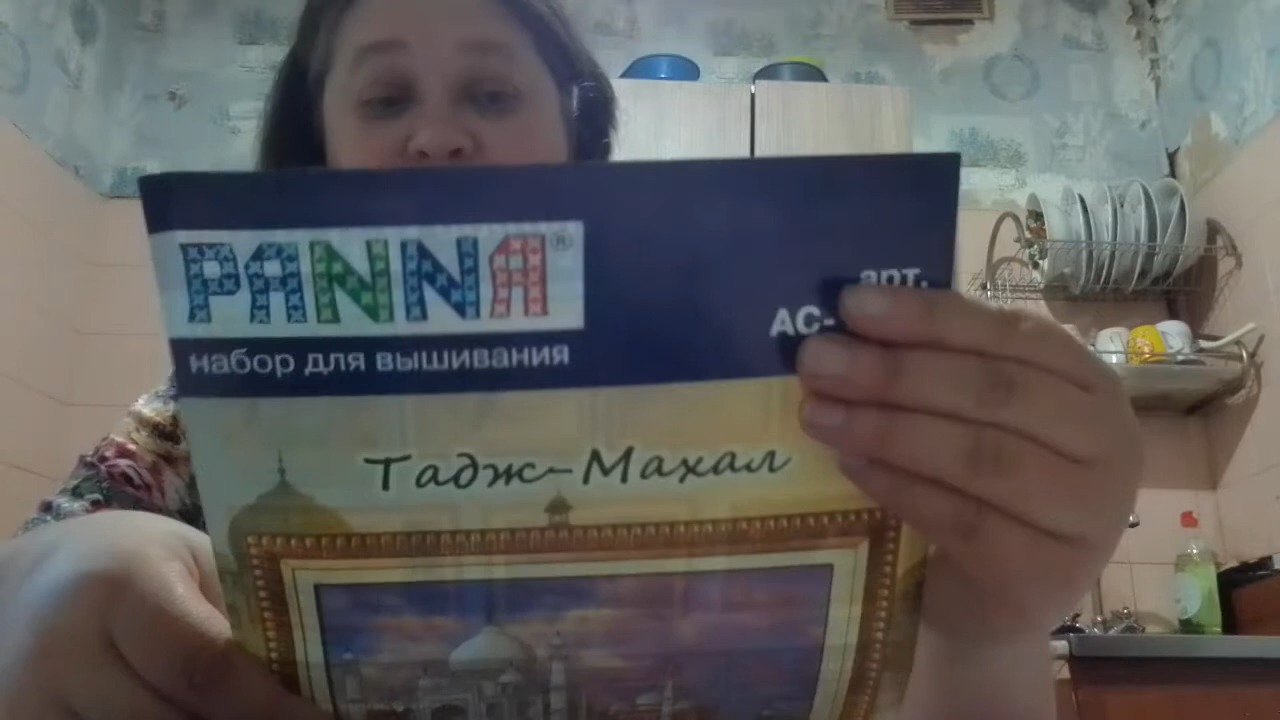 PANNA®
набор для вышивания
арт.
АС-
Тадж-Махал